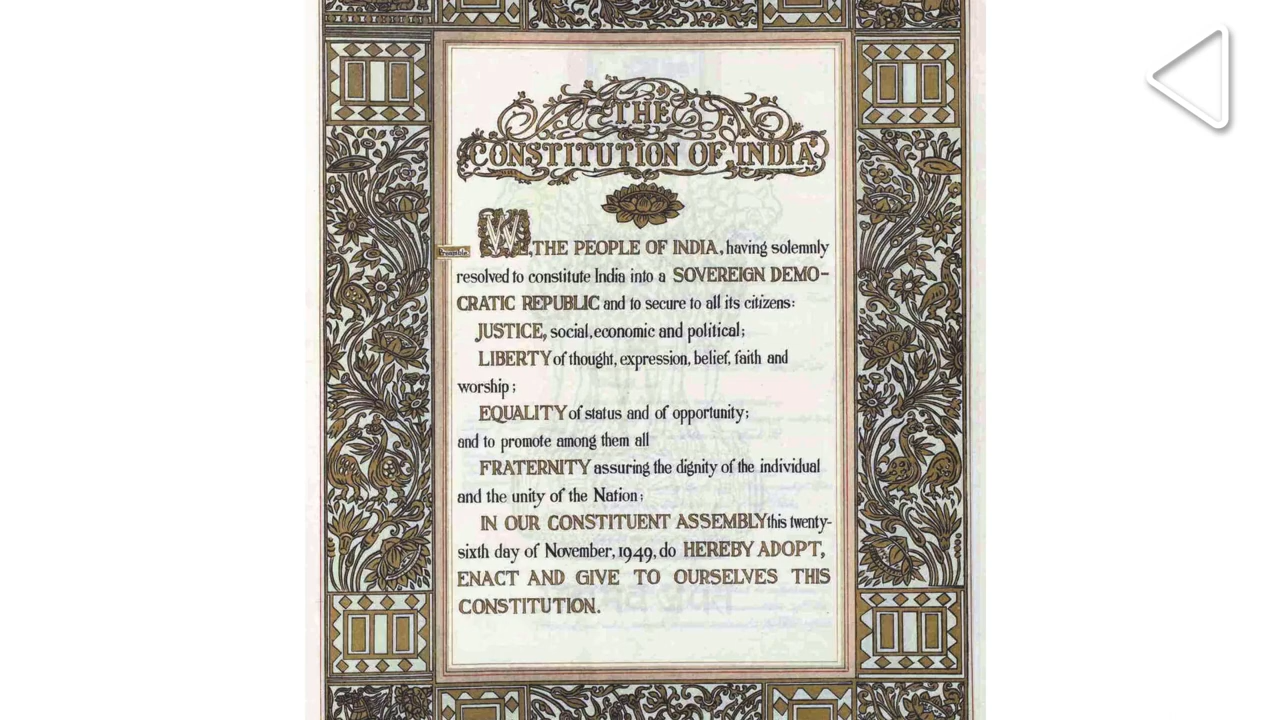 THE
CONSTITUTION OF INDIA
Preamble
WE, THE PEOPLE OF INDIA, having solemnly
resolved to constitute India into a SOVEREIGN DEMO-
CRATIC REPUBLIC and to secure to all its citizens:
JUSTICE, social, economic and political;
LIBERTY of thought, expression, belief, faith and
worship;
EQUALITY of status and of opportunity;
and to promote among them all
FRATERNITY assuring the dignity of the individual
and the unity of the Nation;
IN OUR CONSTITUENT ASSEMBLY this twenty-
sixth day of November, 1949, do HEREBY ADOPT,
ENACT AND GIVE TO OURSELVES THIS
CONSTITUTION.